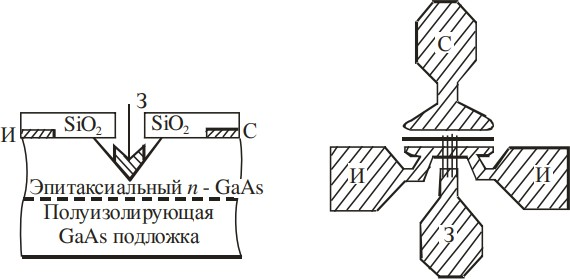 З
И
SiO2
SiO2
С
Эпитаксиальный n - GaAs
Полуизолирующая
GaAs подложка
С
И
И
З